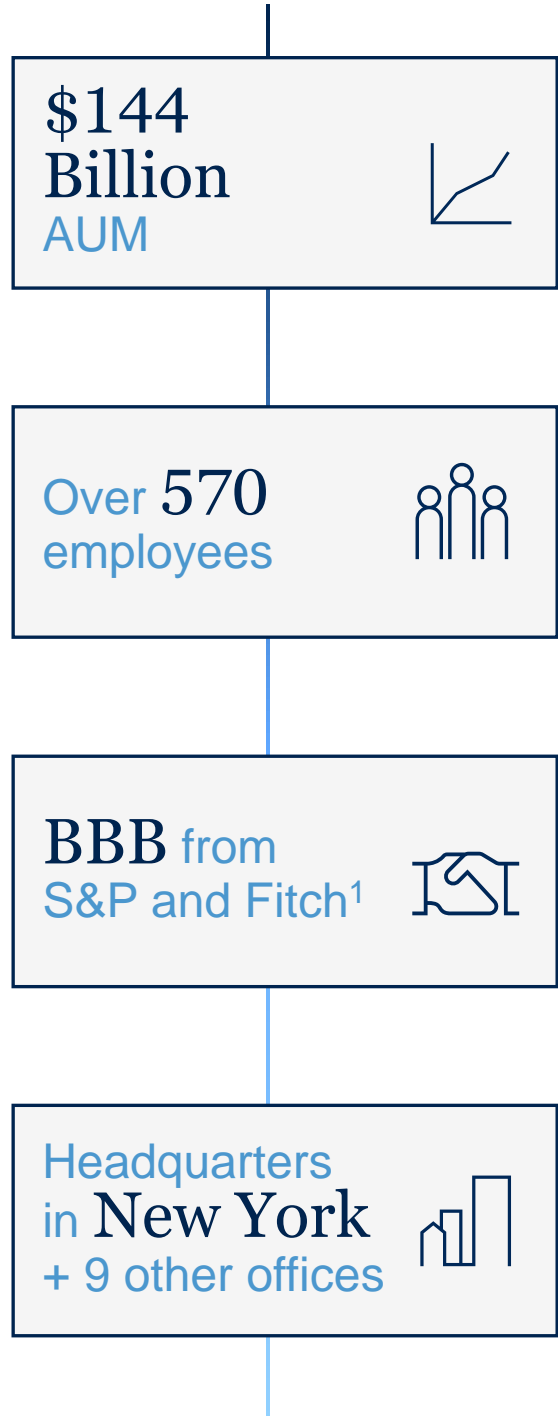 $144
Billion
AUM
Over 570
employees
BBB from
S&P and Fitch¹
Headquarters
in New York
+ 9 other offices